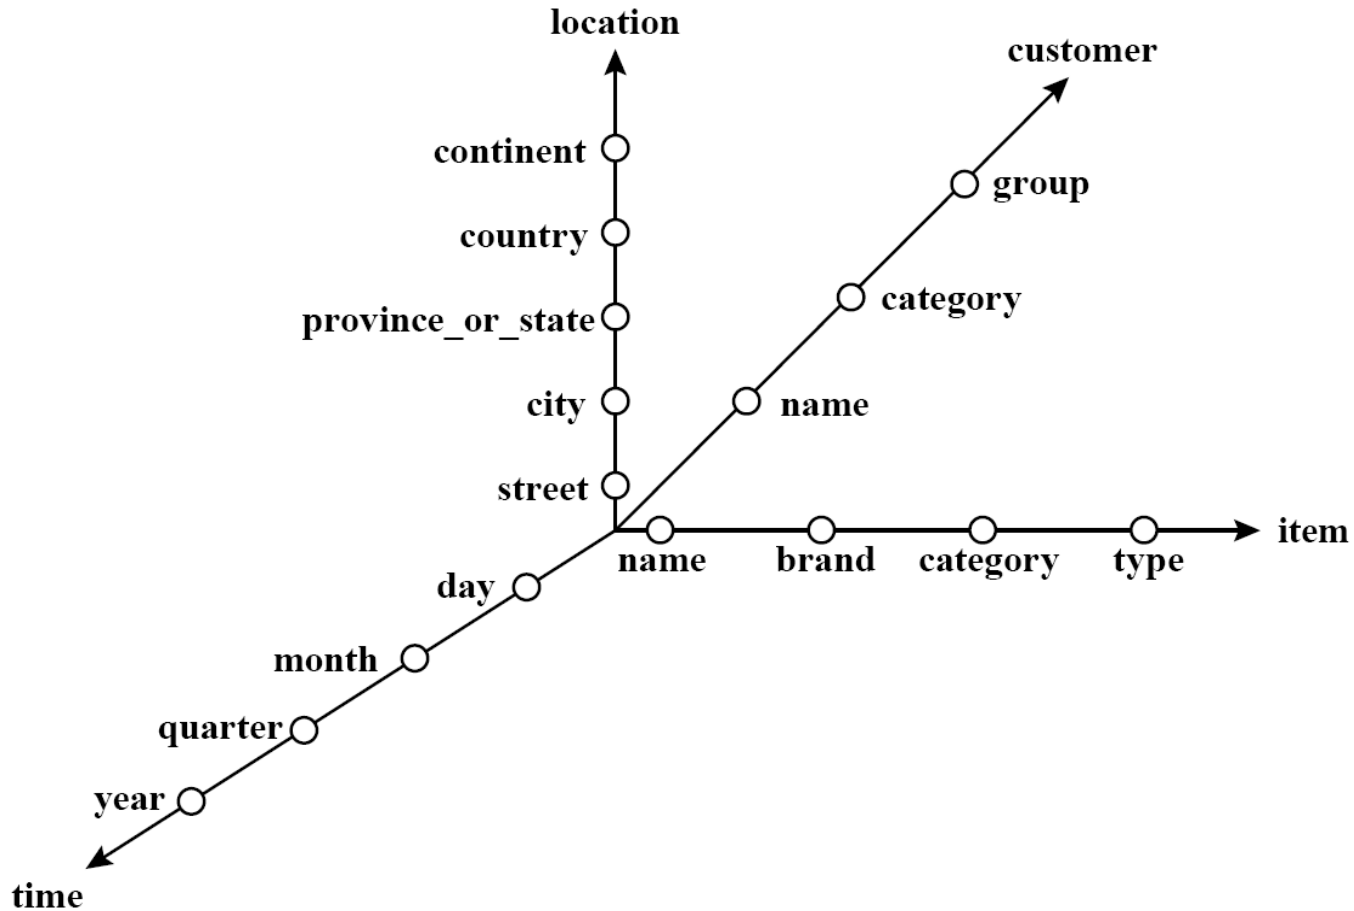 location
customer
continent
group
country
category
province_or_state
city
name
street
item
name
brand
category
type
day
month
quarter
year
time